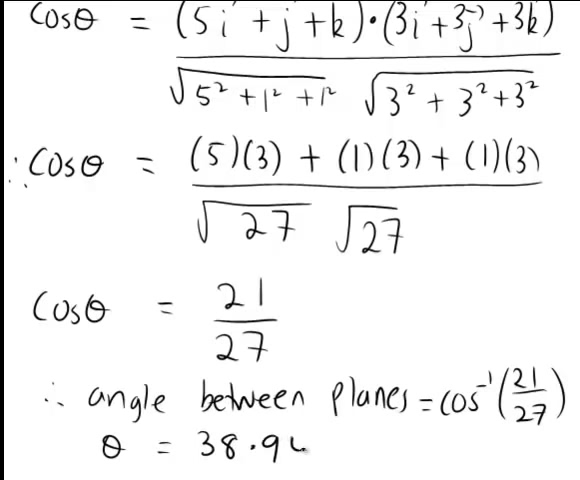 cosθ = (5i + j + k)•(3i + 3j + 3k)
√5² + 1² + 1² √3² + 3² + 3²
∴ cosθ = (5)(3) + (1)(3) + (1)(3)
√27 √27
cosθ = 21
27
∴ angle between planes = cos⁻¹(21/27)
θ = 38.94